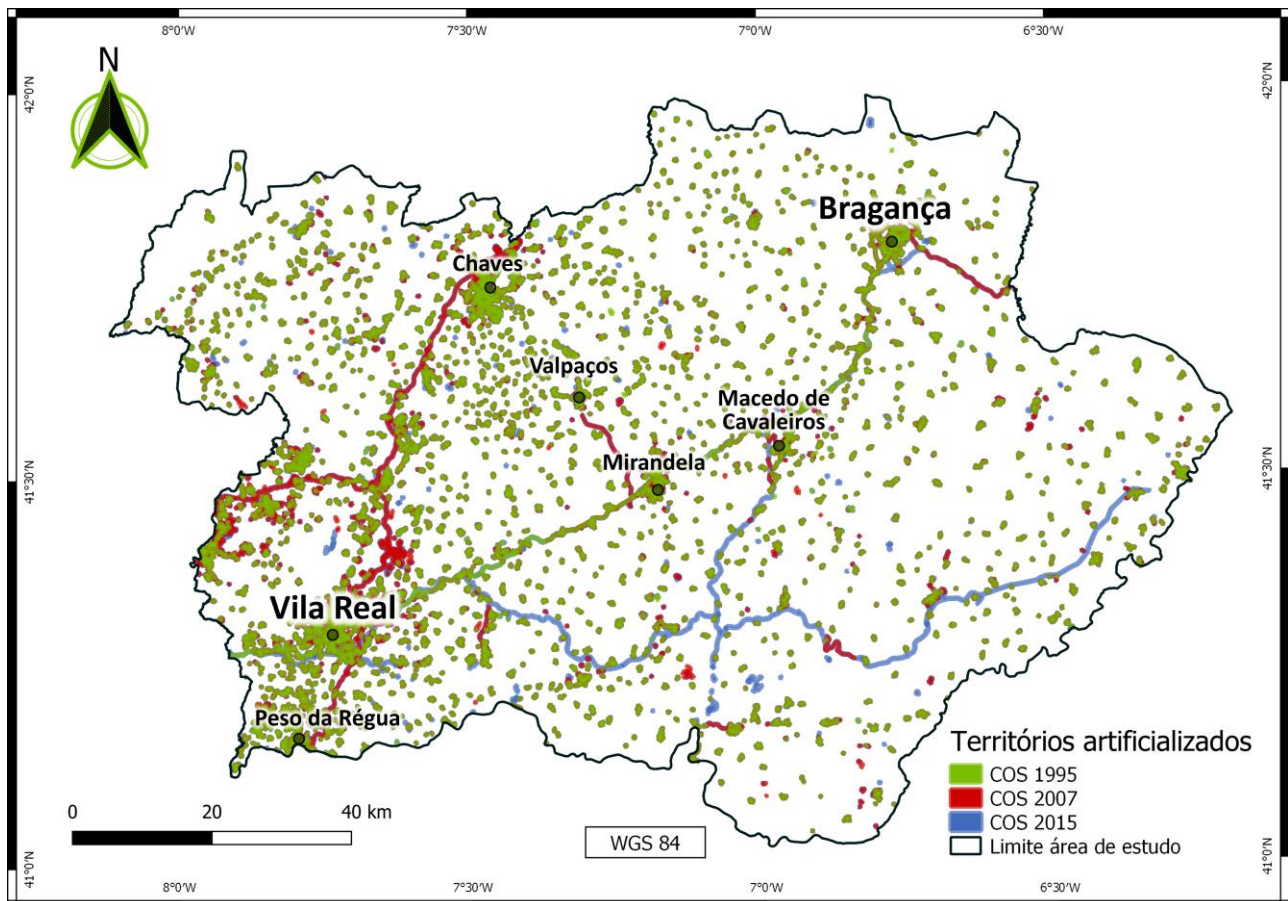 8°0'W 7°30'W 7°0'W 6°30'W
N
42°0'N 42°0'N
Bragança
Chaves
Valpaços
Macedo de
Cavaleiros
Mirandela
41°30'N 41°30'N
Vila Real
Peso da Régua
Territórios artificializados
COS 1995
COS 2007
COS 2015
Limite área de estudo
0 20 40 km
WGS 84
41°0'N 41°0'N
8°0'W 7°30'W 7°0'W 6°30'W